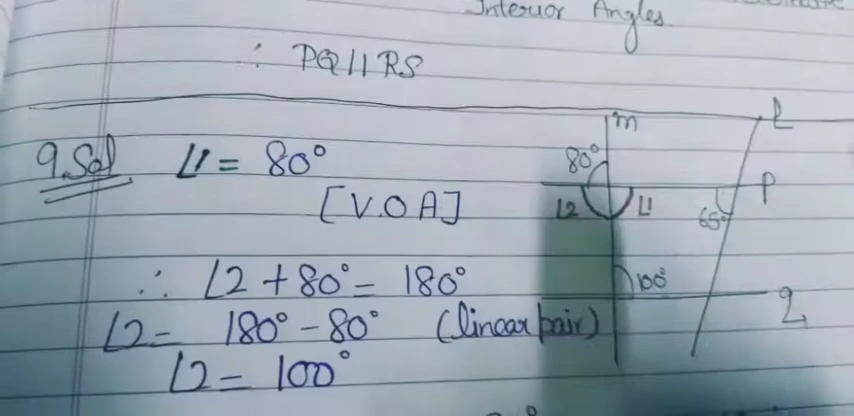 Interior Angles
∴ PQ || RS
9. Sol ∠1 = 80°
[V.O A]
∴ ∠2 + 80° = 180°
∠2 = 180° - 80° (linear pair)
∠2 = 100°
m
l
80°
P
∠2 ∠1
65°
100°
q